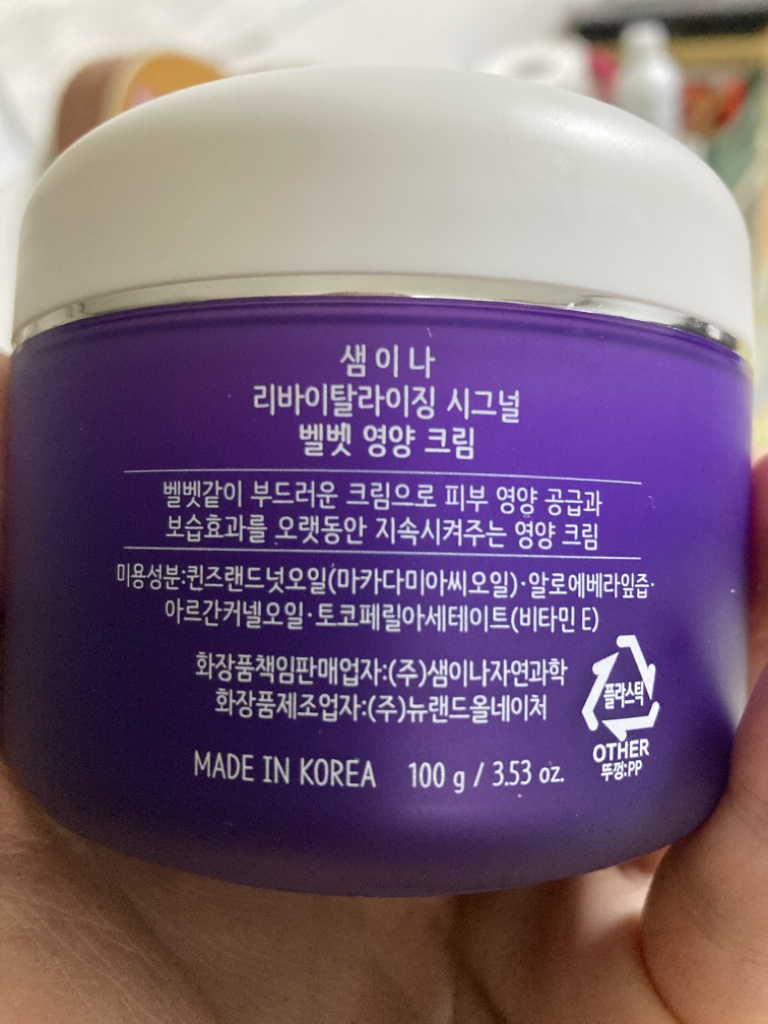 샘이나
리바이탈라이징 시그널
벨벳 영양 크림
벨벳같이 부드러운 크림으로 피부 영양 공급과
보습효과를 오랫동안 지속시켜주는 영양 크림
미용성분:퀸즈랜드넛오일(마카다미아씨오일)·알로에베라잎즙·
아르간커넬오일·토코페릴아세테이트(비타민 E)
화장품책임판매업자:(주)샘이나자연과학
화장품제조업자:(주)뉴랜드올네이처
플라스틱
OTHER
뚜껑:PP
MADE IN KOREA 100 g / 3.53 oz.